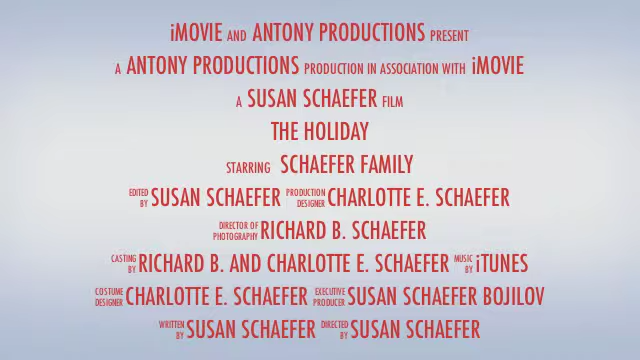 iMOVIE AND ANTONY PRODUCTIONS PRESENT
A ANTONY PRODUCTIONS PRODUCTION IN ASSOCIATION WITH iMOVIE
A SUSAN SCHAEFER FILM
THE HOLIDAY
STARRING SCHAEFER FAMILY
EDITED BY SUSAN SCHAEFER PRODUCTION DESIGNER CHARLOTTE E. SCHAEFER
DIRECTOR OF PHOTOGRAPHY RICHARD B. SCHAEFER
CASTING BY RICHARD B. AND CHARLOTTE E. SCHAEFER MUSIC BY iTUNES
COSTUME DESIGNER CHARLOTTE E. SCHAEFER EXECUTIVE PRODUCER SUSAN SCHAEFER BOJILOV
WRITTEN BY SUSAN SCHAEFER DIRECTED BY SUSAN SCHAEFER